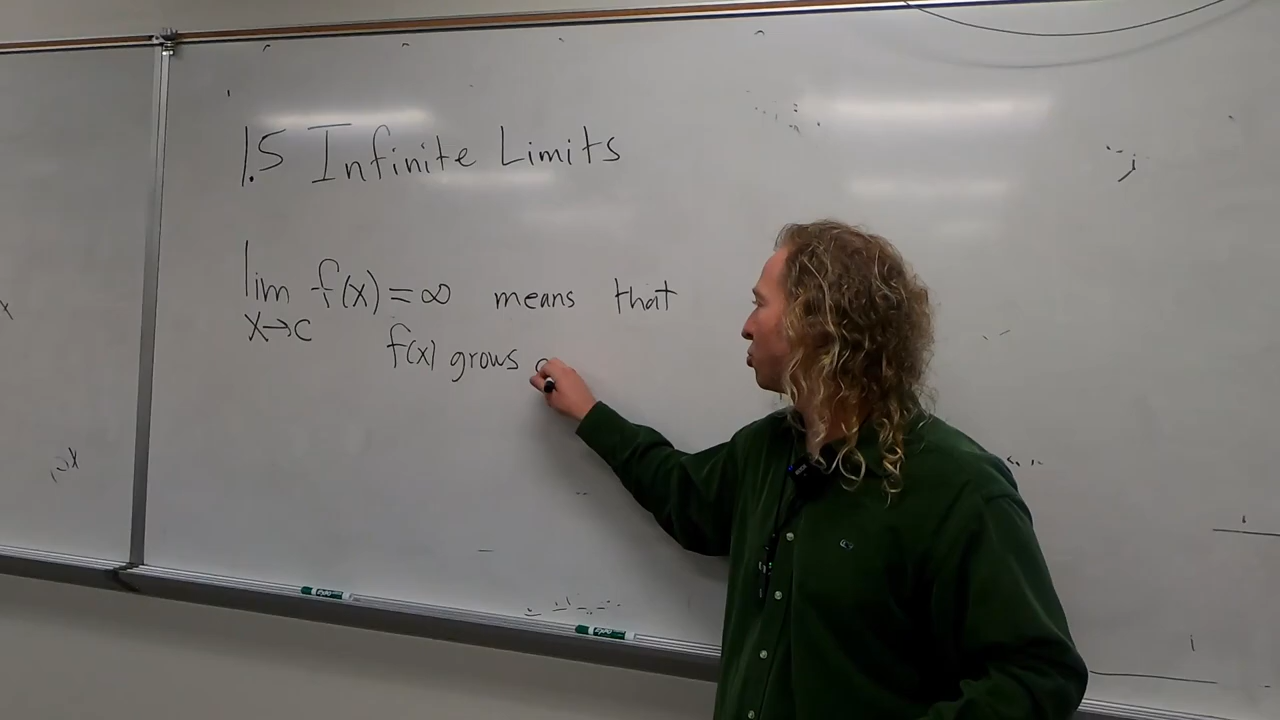 1.5 Infinite Limits
lim f(x) = ∞ means that
x→c
f(x) grows